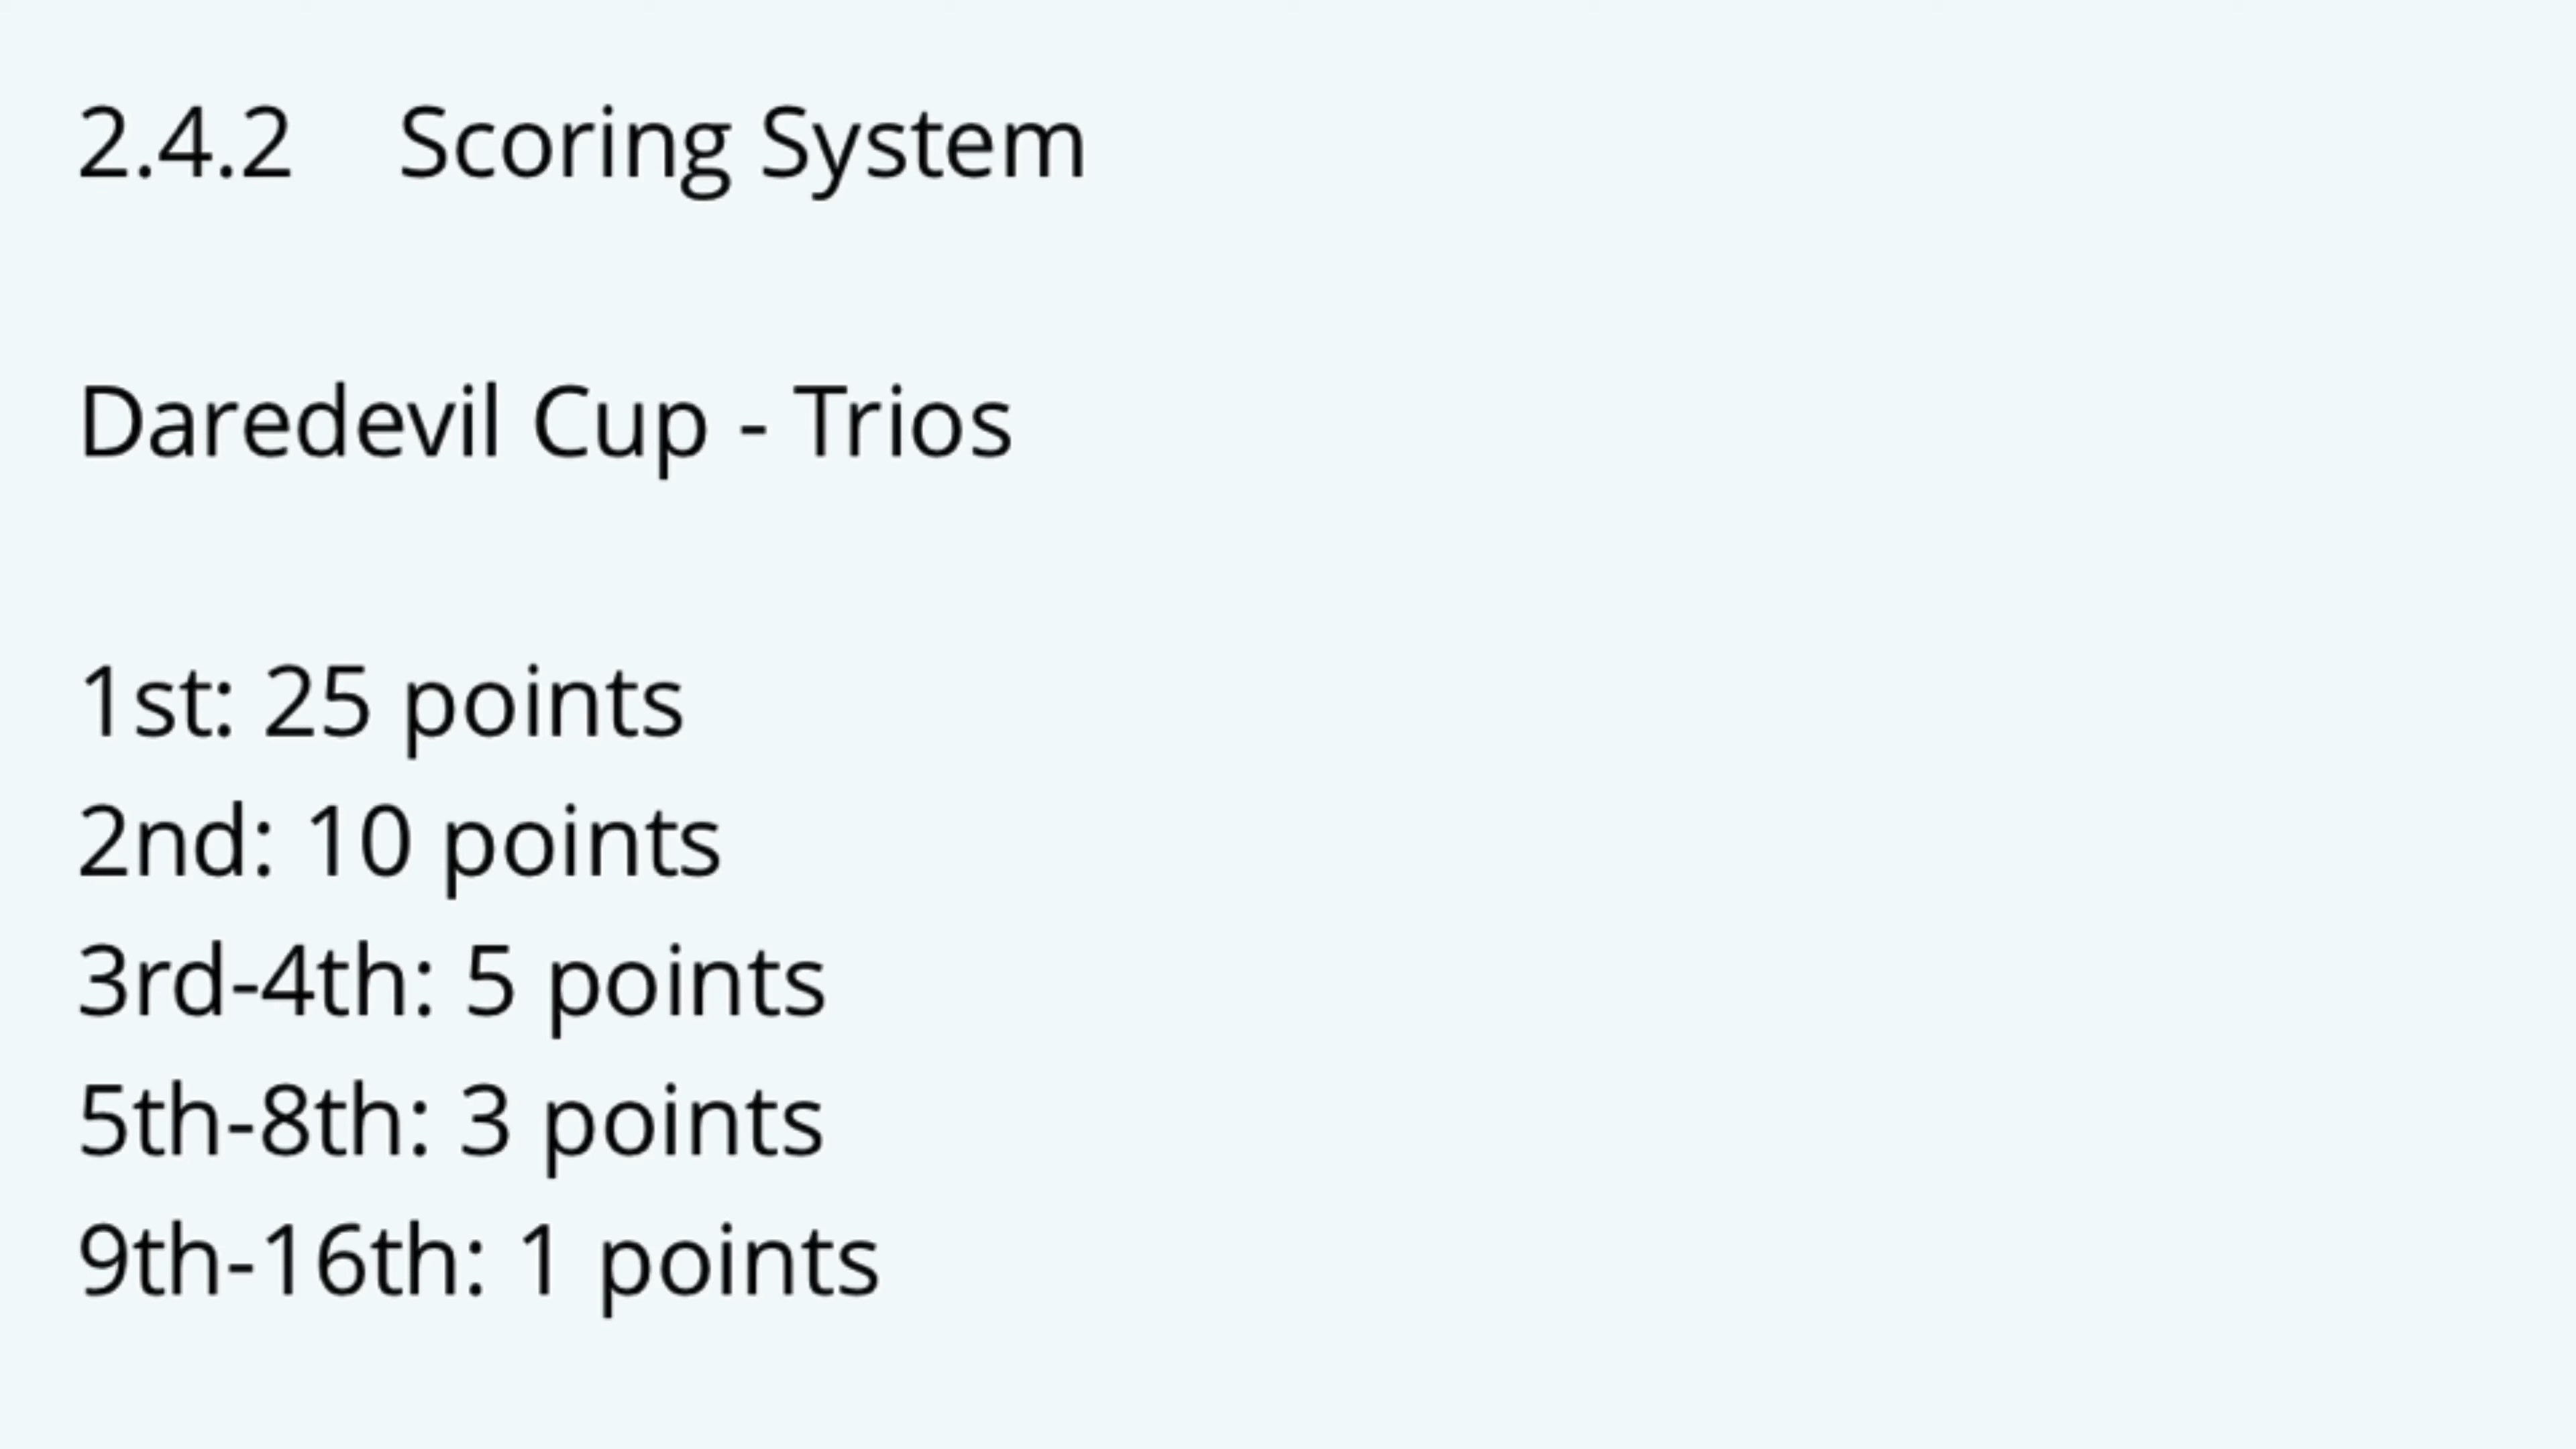 2.4.2 Scoring System
Daredevil Cup - Trios
1st: 25 points
2nd: 10 points
3rd-4th: 5 points
5th-8th: 3 points
9th-16th: 1 points